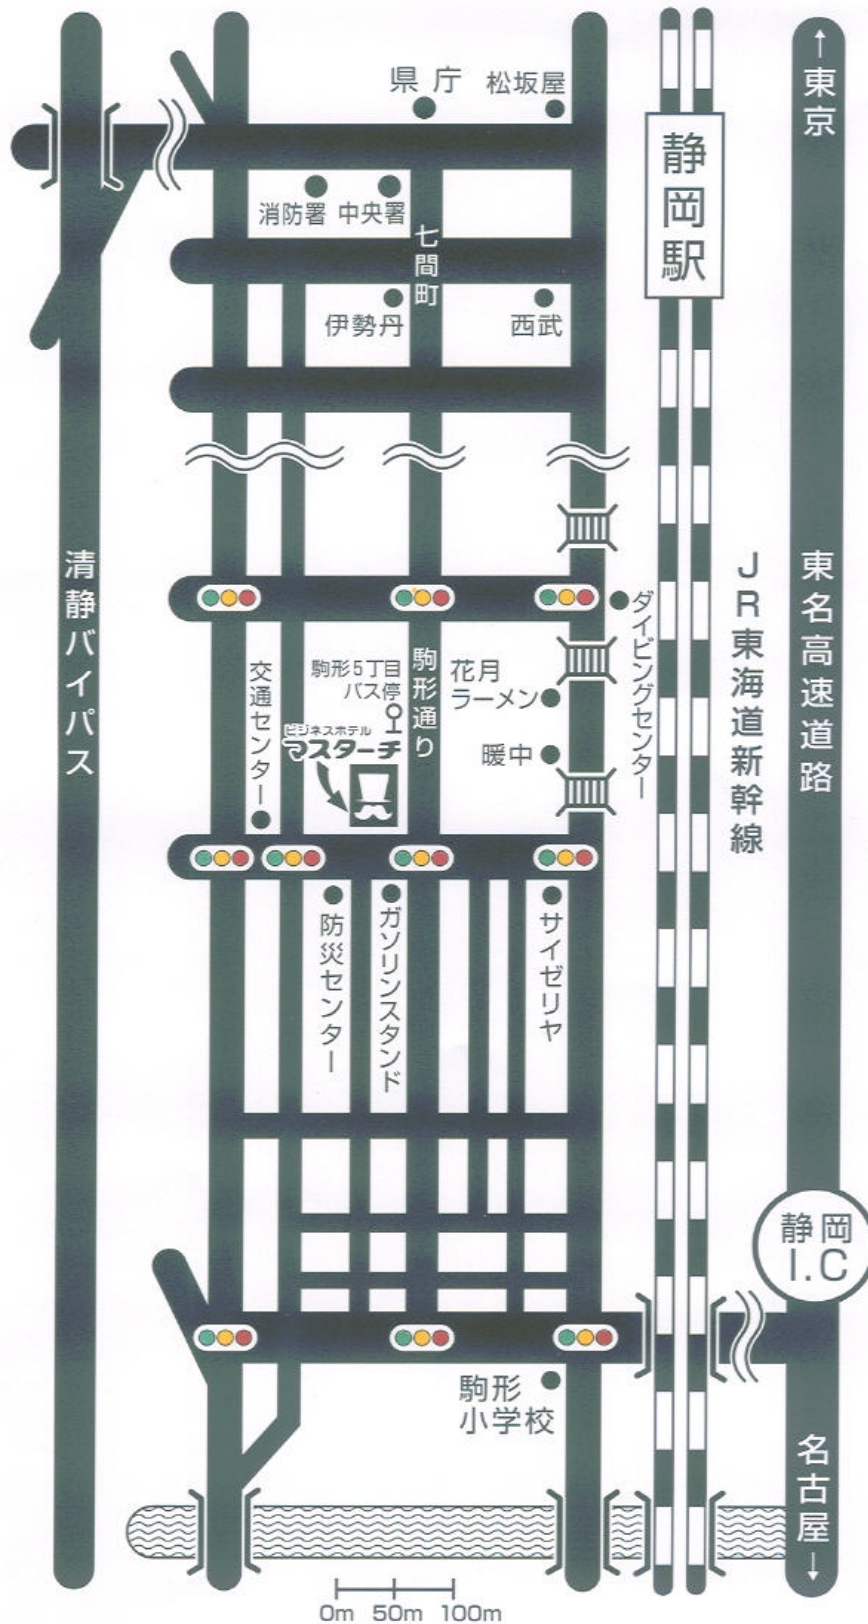 県庁
松坂屋
↑東京
静岡駅
消防署
中央署
七間町
伊勢丹
西武
清静バイパス
JR東海道新幹線
東名高速道路
ダイビングセンター
交通センター
駒形5丁目
バス停
駒形通り
花月
ラーメン
ビジネスホテル
マスターチ
暖中
防災センター
ガソリンスタンド
サイゼリヤ
静岡
I.C
駒形
小学校
名古屋↓
0m 50m 100m